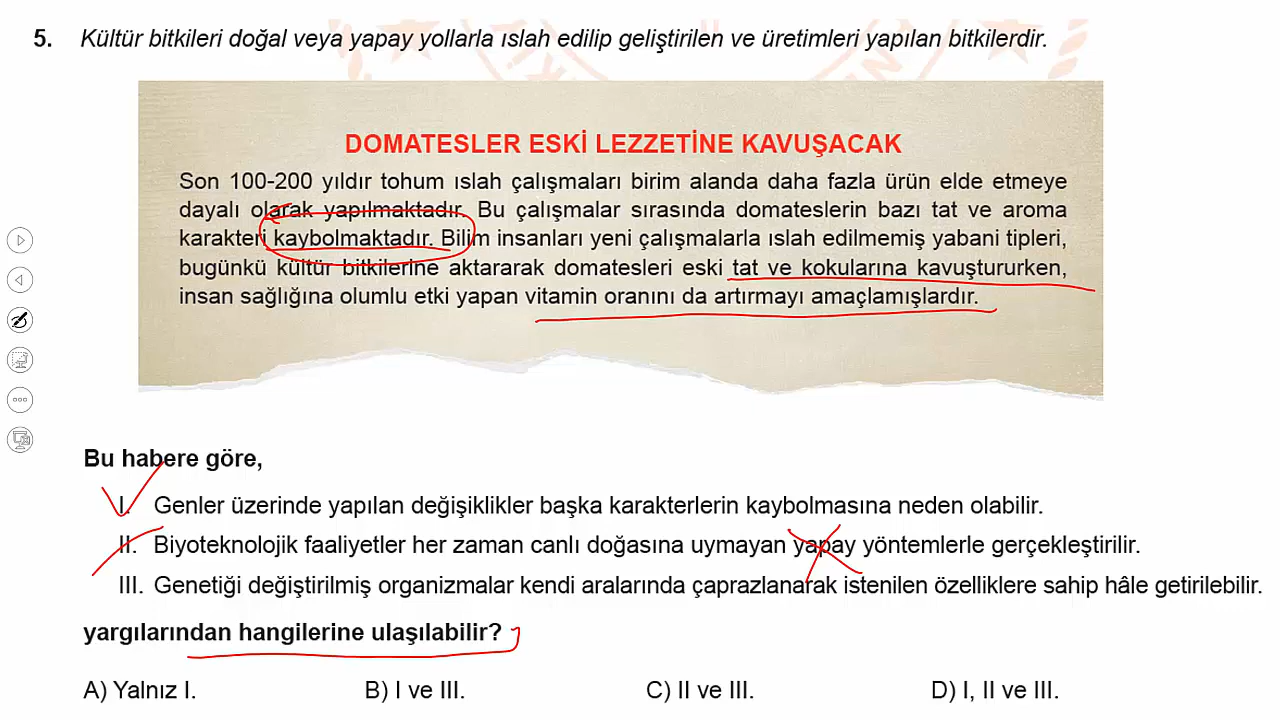 5. Kültür bitkileri doğal veya yapay yollarla ıslah edilip geliştirilen ve üretimleri yapılan bitkilerdir.
DOMATESLER ESKİ LEZZETİNE KAVUŞACAK
Son 100-200 yıldır tohum ıslah çalışmaları birim alanda daha fazla ürün elde etmeye
dayalı olarak yapılmaktadır. Bu çalışmalar sırasında domateslerin bazı tat ve aroma
karakteri kaybolmaktadır. Bilim insanları yeni çalışmalarla ıslah edilmemiş yabani tipleri,
bugünkü kültür bitkilerine aktararak domatesleri eski tat ve kokularına kavuştururken,
insan sağlığına olumlu etki yapan vitamin oranını da artırmayı amaçlamışlardır.
Bu habere göre,
I. Genler üzerinde yapılan değişiklikler başka karakterlerin kaybolmasına neden olabilir.
II. Biyoteknolojik faaliyetler her zaman canlı doğasına uymayan yapay yöntemlerle gerçekleştirilir.
III. Genetiği değiştirilmiş organizmalar kendi aralarında çaprazlanarak istenilen özelliklere sahip hâle getirilebilir.
yargılarından hangilerine ulaşılabilir?
A) Yalnız I. B) I ve III. C) II ve III. D) I, II ve III.